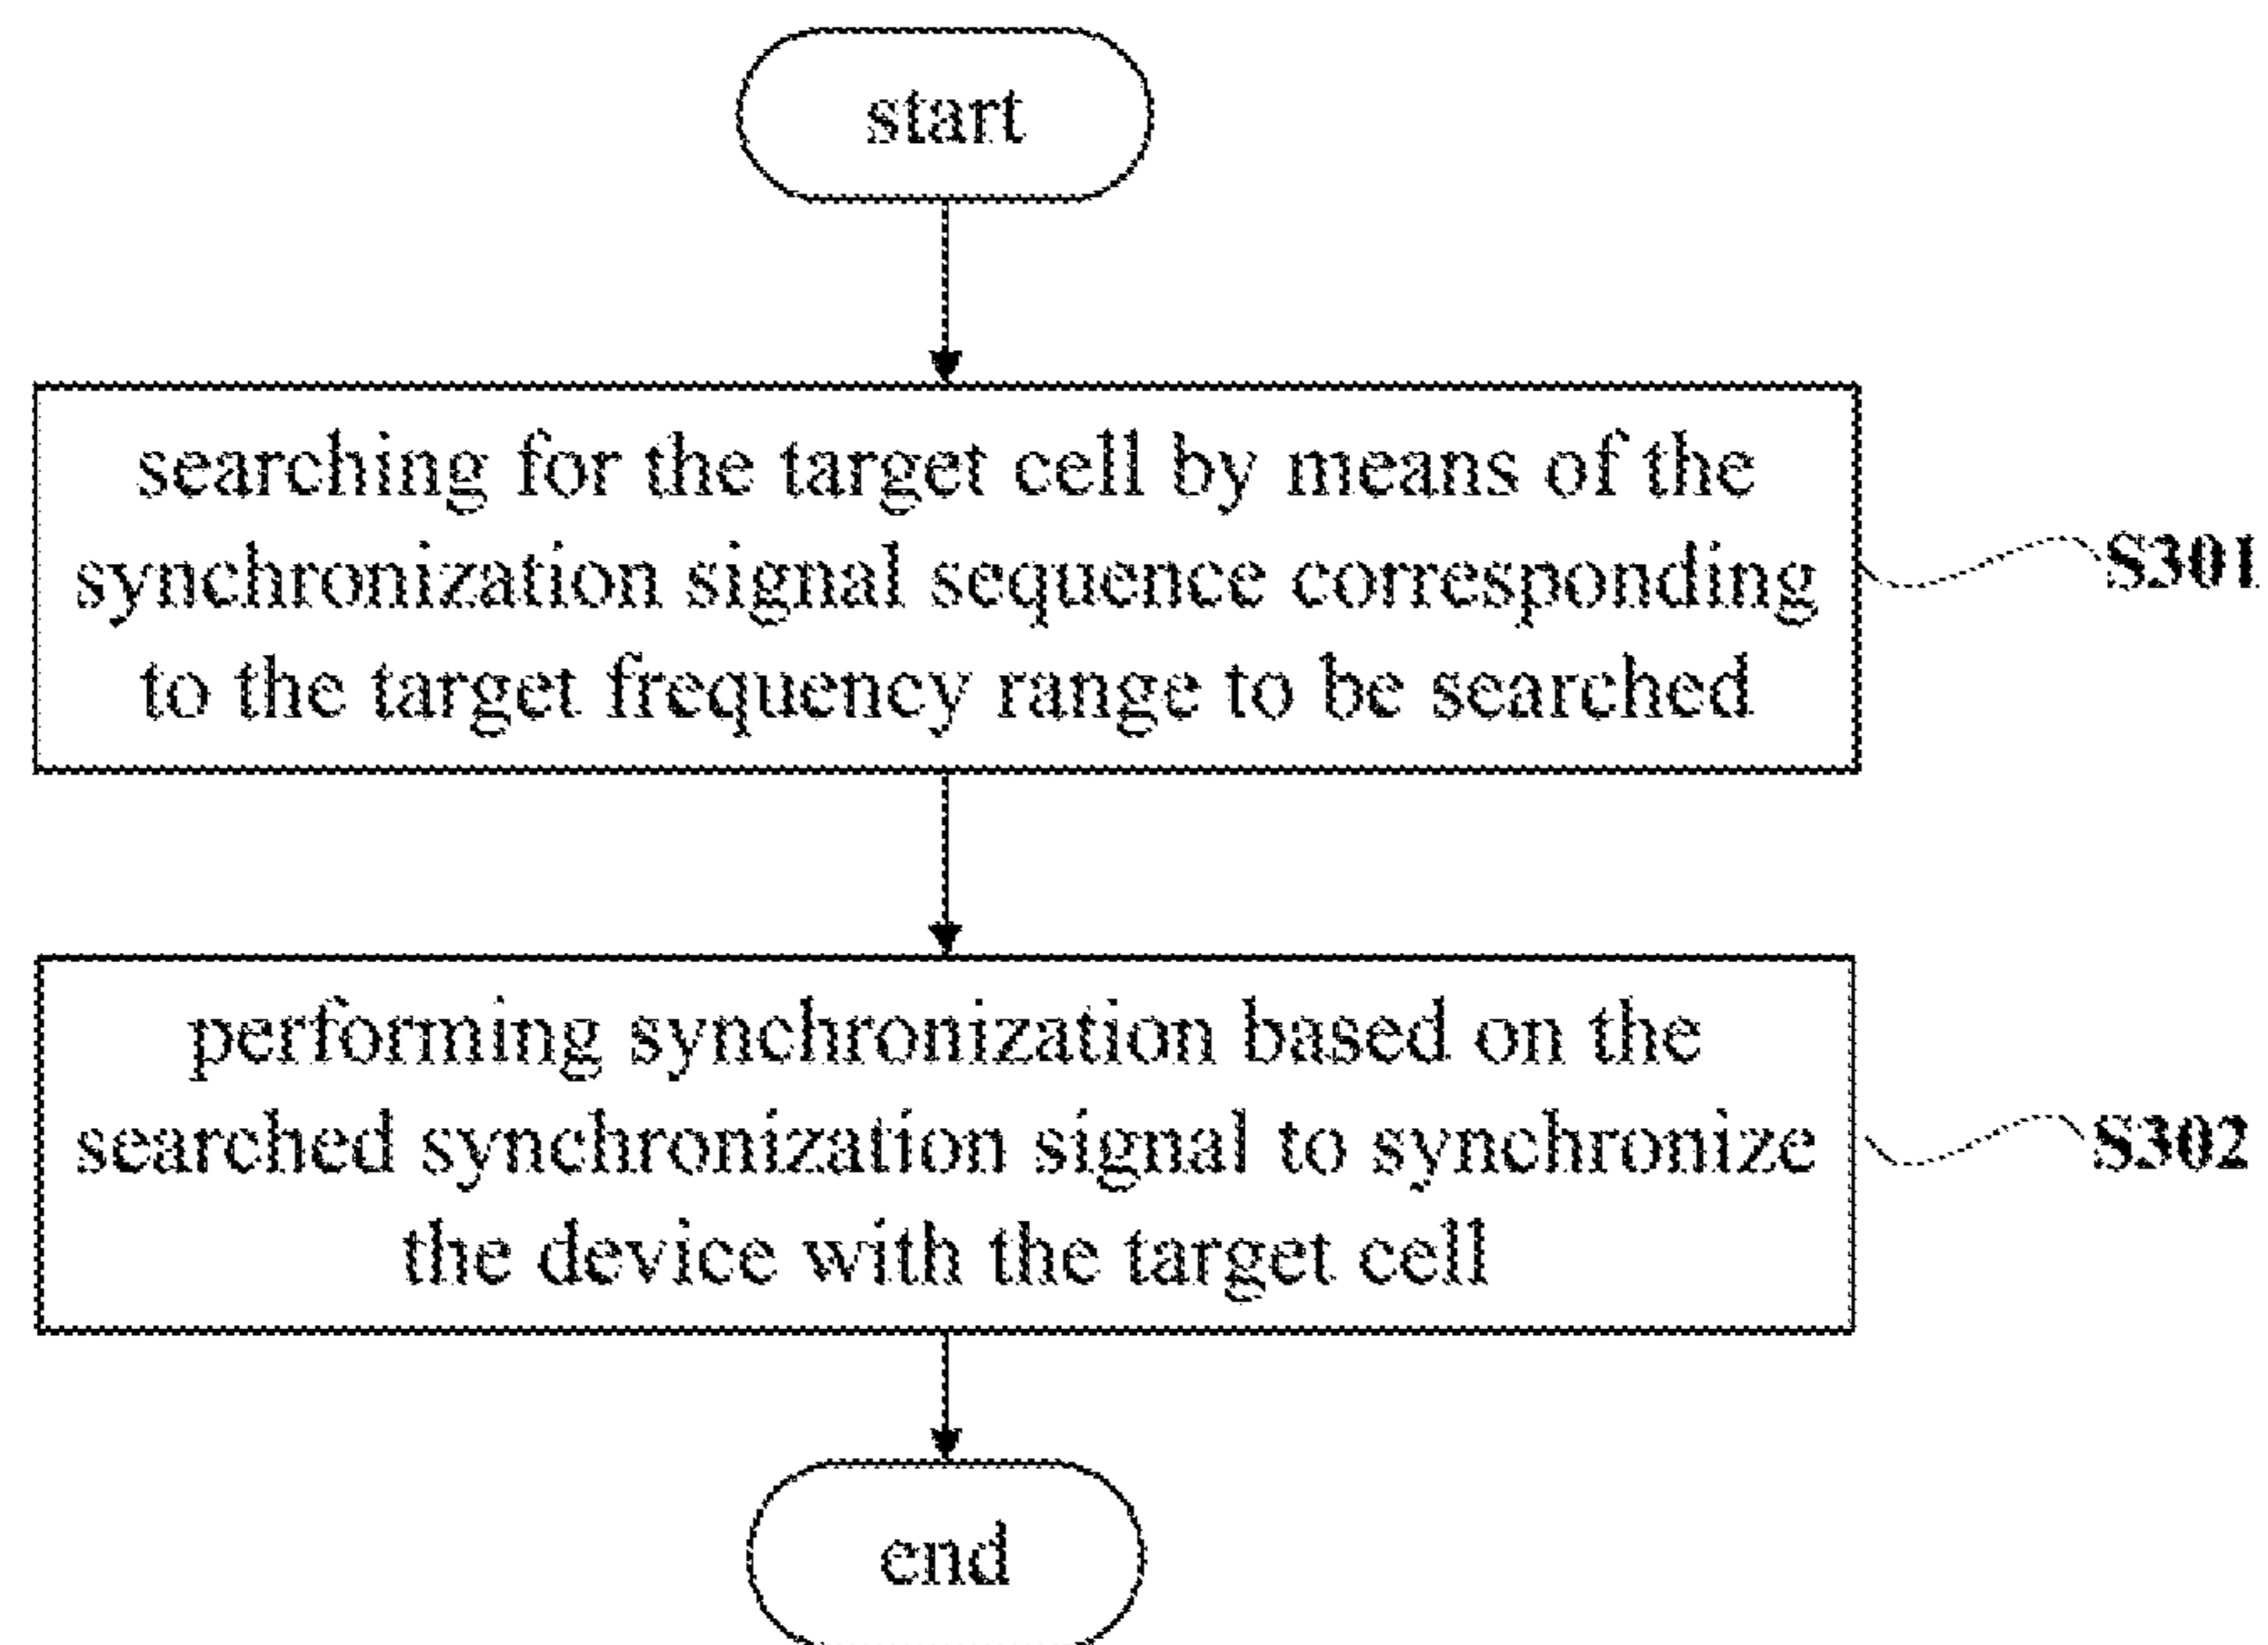 start
searching for the target cell by means of the
synchronization signal sequence corresponding
to the target frequency range to be searched
S301
performing synchronization based on the
searched synchronization signal to synchronize
the device with the target cell
S302
end